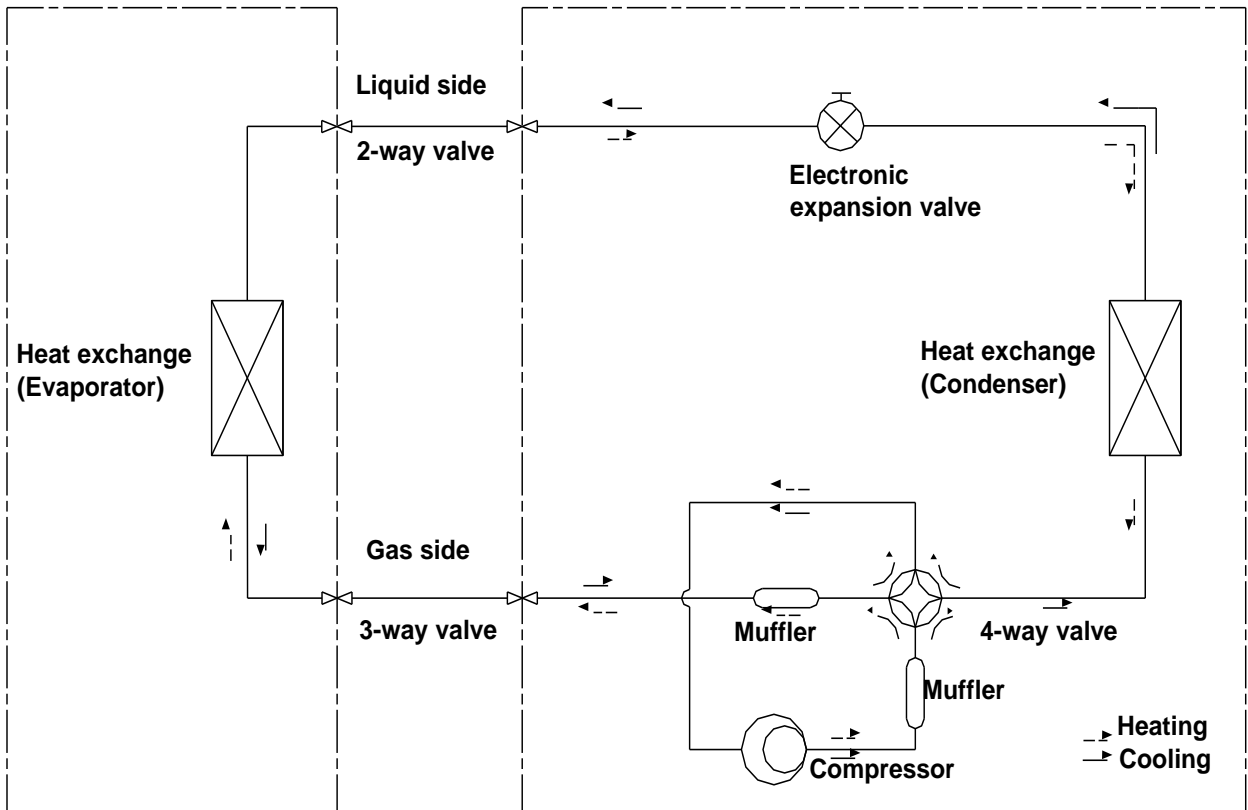 Liquid side
2-way valve
Electronic
expansion valve
Heat exchange
(Evaporator)
Heat exchange
(Condenser)
Gas side
3-way valve
Muffler
4-way valve
Muffler
Compressor
Heating
Cooling